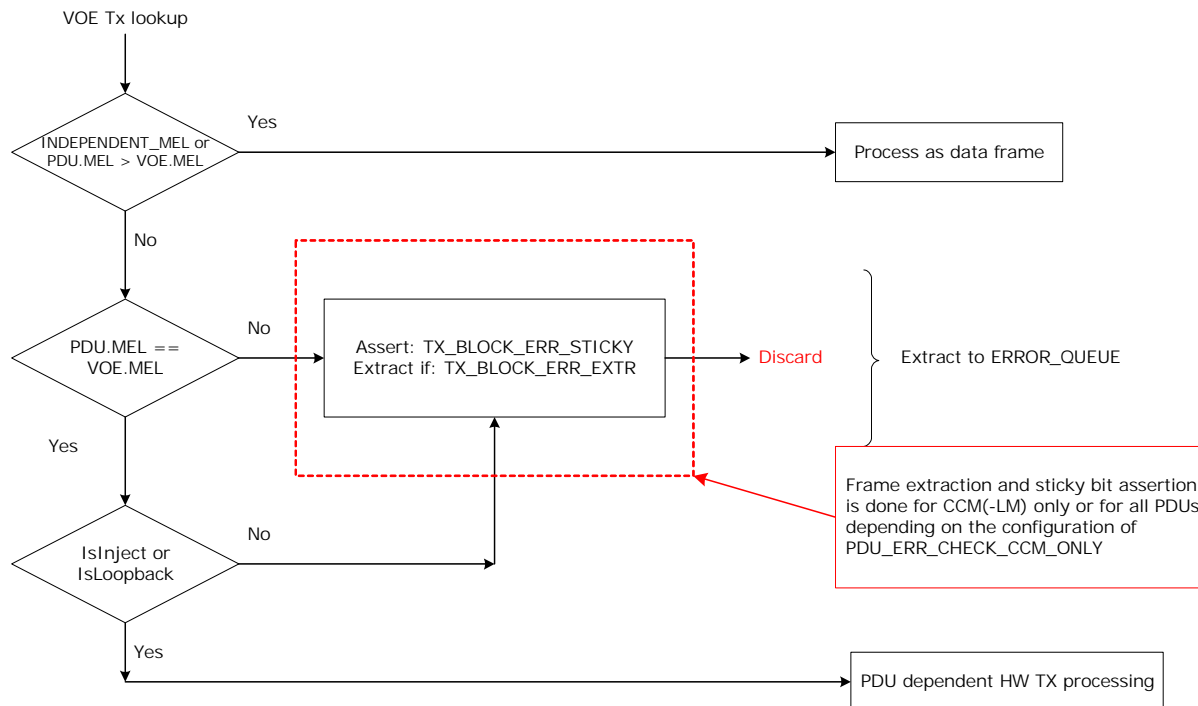 VOE Tx lookup
INDEPENDENT_MEL or
PDU.MEL > VOE.MEL
Yes
Process as data frame
No
PDU.MEL ==
VOE.MEL
No
Assert: TX_BLOCK_ERR_STICKY
Extract if: TX_BLOCK_ERR_EXTR
Discard
Extract to ERROR_QUEUE
Yes
Frame extraction and sticky bit assertion
is done for CCM(-LM) only or for all PDUs
depending on the configuration of
PDU_ERR_CHECK_CCM_ONLY
IsInject or
IsLoopback
No
Yes
PDU dependent HW TX processing